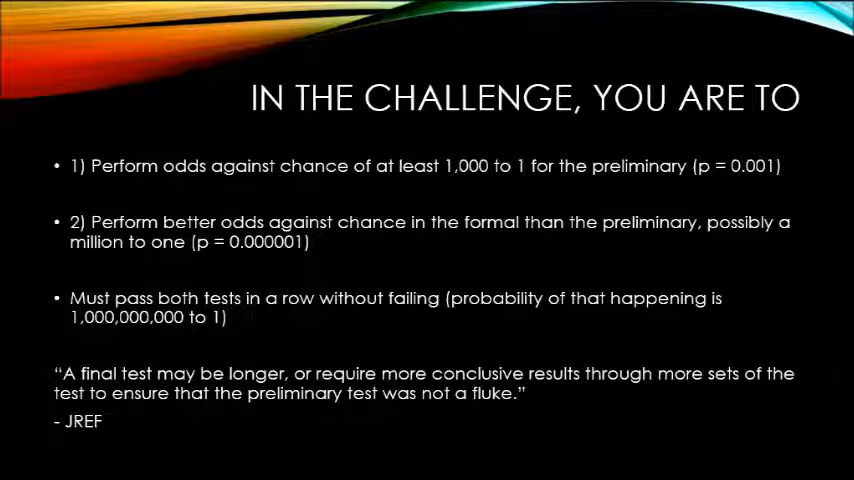 IN THE CHALLENGE, YOU ARE TO
• 1) Perform odds against chance of at least 1,000 to 1 for the preliminary (p = 0.001)
• 2) Perform better odds against chance in the formal than the preliminary, possibly a
million to one (p = 0.000001)
• Must pass both tests in a row without failing (probability of that happening is
1,000,000,000 to 1)
“A final test may be longer, or require more conclusive results through more sets of the
test to ensure that the preliminary test was not a fluke.”
- JREF